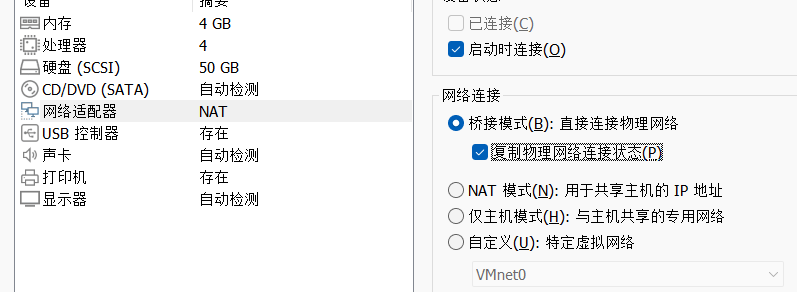 设备 摘要
内存 4 GB
处理器 4
硬盘 (SCSI) 50 GB
CD/DVD (SATA) 自动检测
网络适配器 NAT
USB 控制器 存在
声卡 自动检测
打印机 存在
显示器 自动检测
设备状态
已连接(C)
启动时连接(O)
网络连接
桥接模式(B): 直接连接物理网络
复制物理网络连接状态(P)
NAT 模式(N): 用于共享主机的 IP 地址
仅主机模式(H): 与主机共享的专用网络
自定义(U): 特定虚拟网络
VMnet0